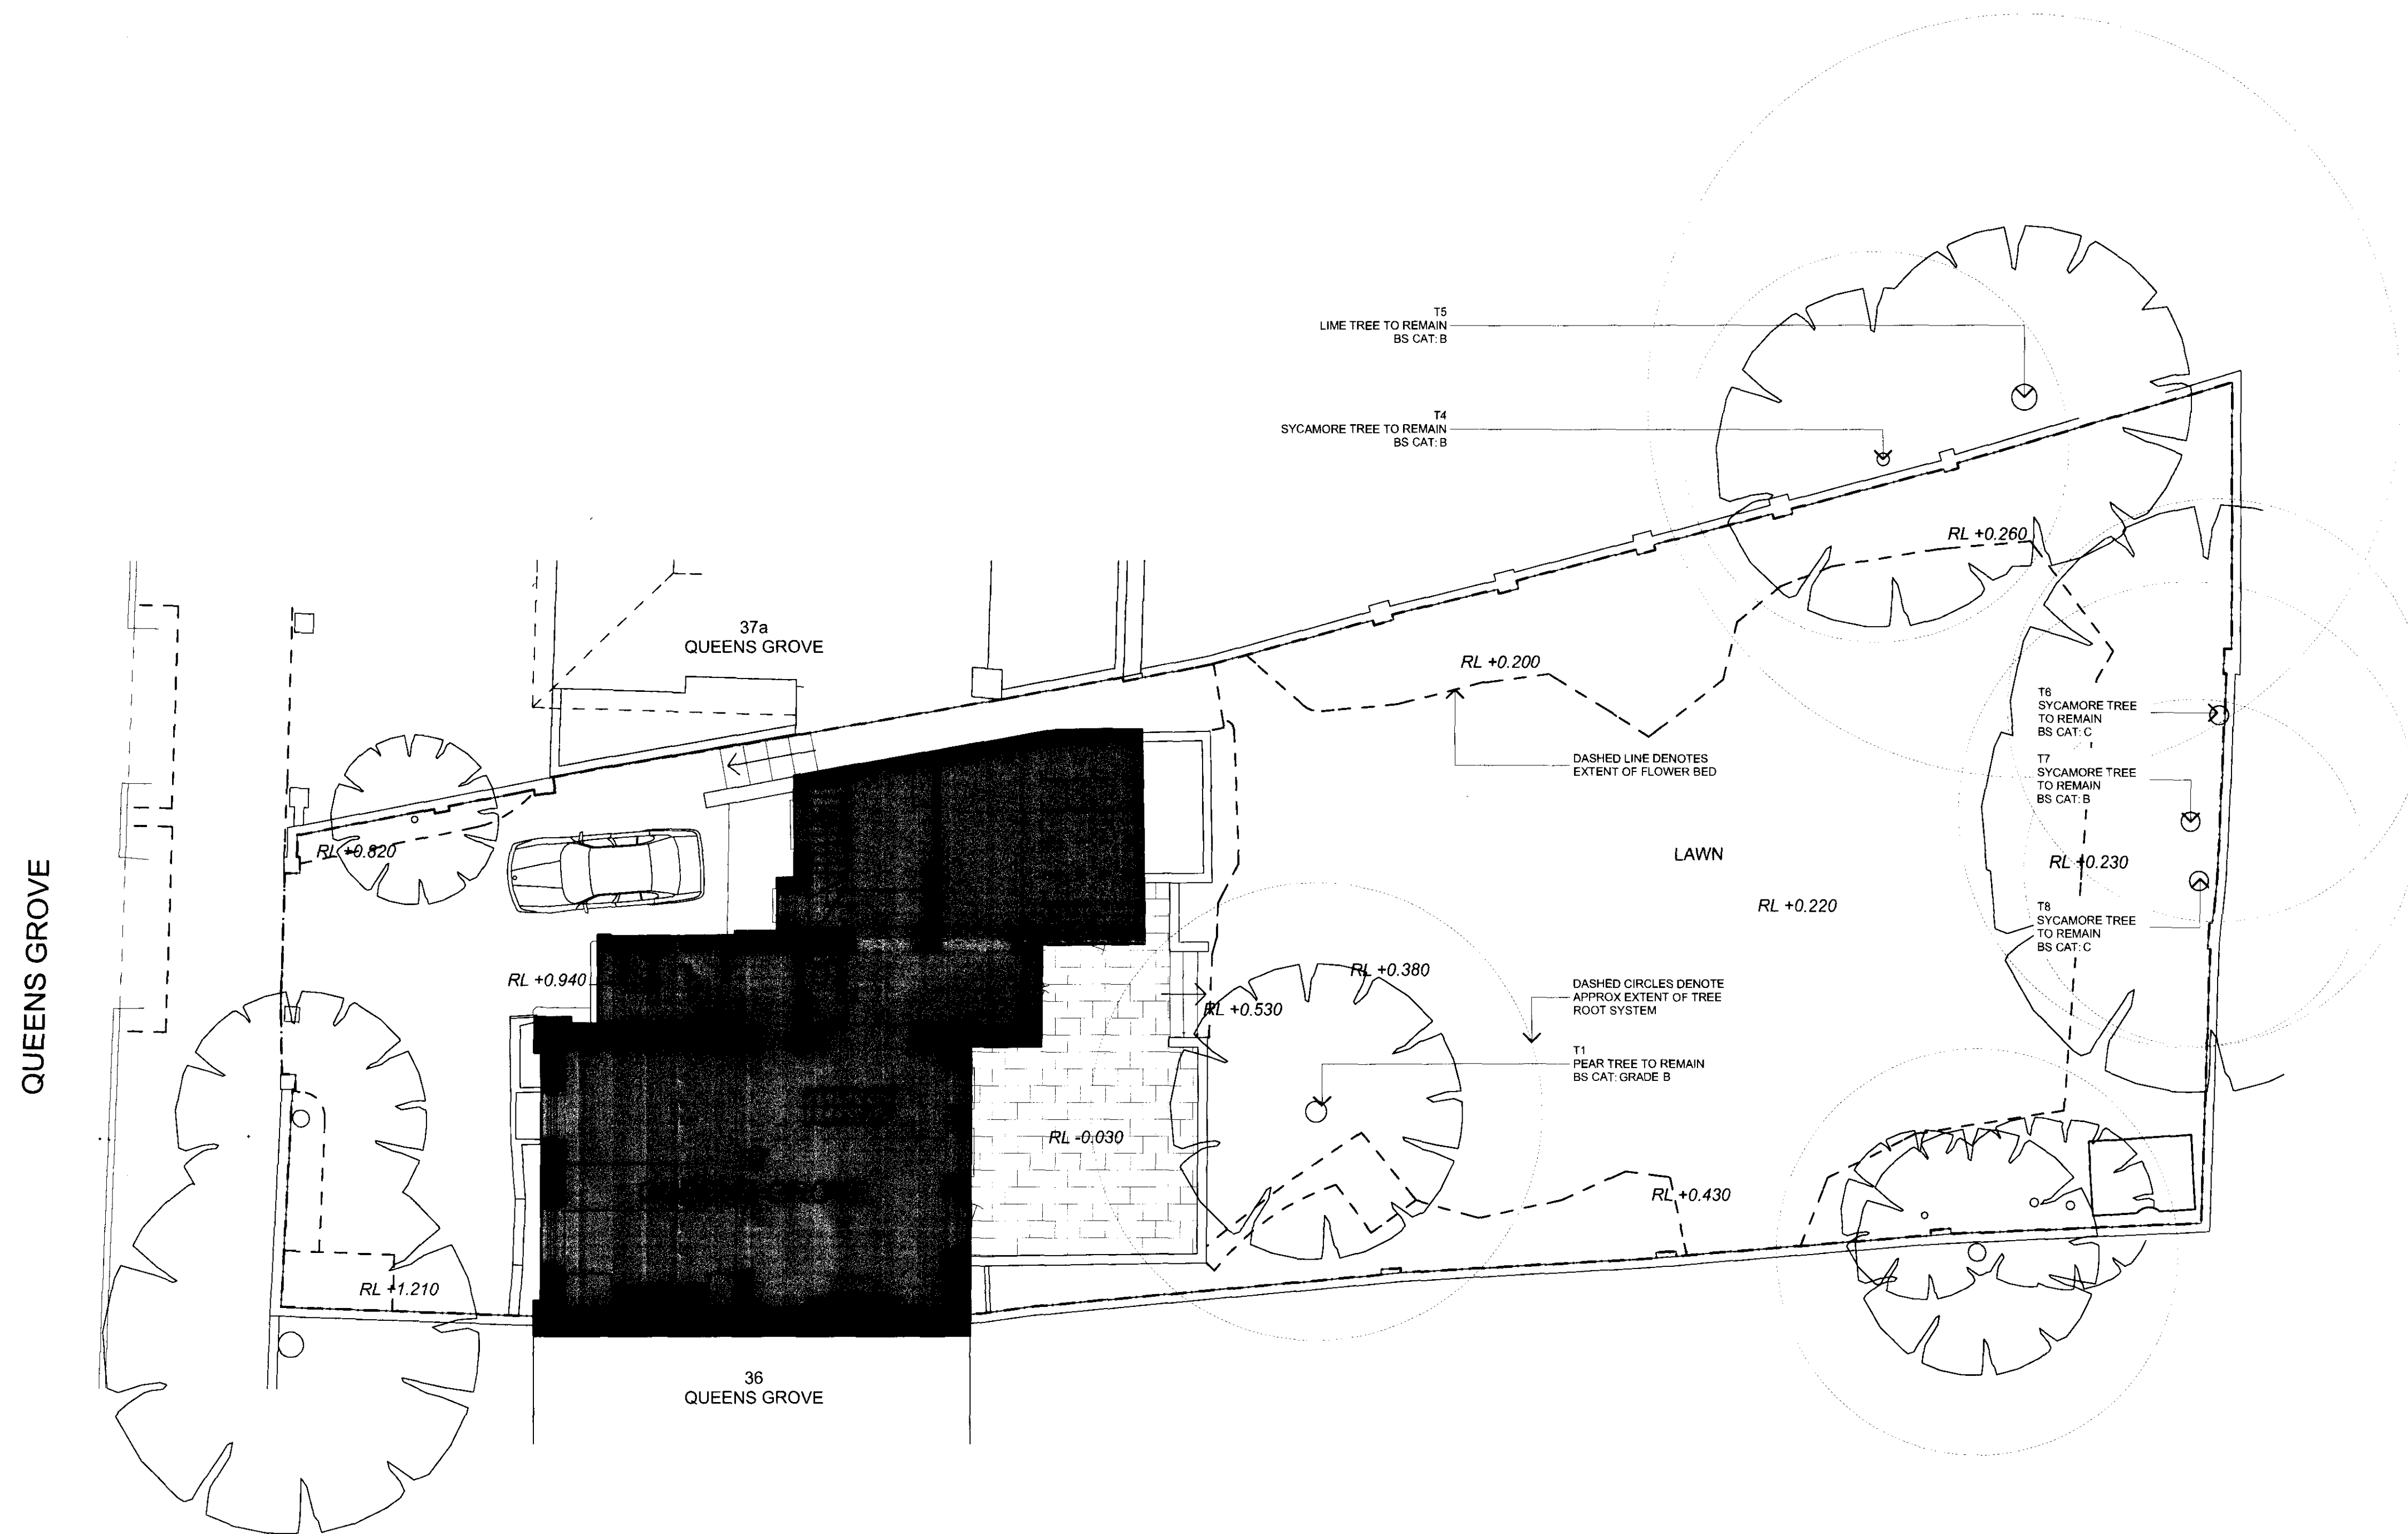 T5
LIME TREE TO REMAIN
BS CAT: B
T4
SYCAMORE TREE TO REMAIN
BS CAT: B
RL +0.260
37a
QUEENS GROVE
RL +0.200
T6
SYCAMORE TREE
TO REMAIN
BS CAT: C
DASHED LINE DENOTES
EXTENT OF FLOWER BED
T7
SYCAMORE TREE
TO REMAIN
BS CAT: B
RL +0.820
LAWN
RL +0.230
RL +0.220
T8
SYCAMORE TREE
TO REMAIN
BS CAT: C
QUEENS GROVE
RL +0.940
RL +0.380
RL +0.530
DASHED CIRCLES DENOTE
APPROX EXTENT OF TREE
ROOT SYSTEM
T1
PEAR TREE TO REMAIN
BS CAT: GRADE B
RL -0.030
RL +0.430
RL +1.210
36
QUEENS GROVE